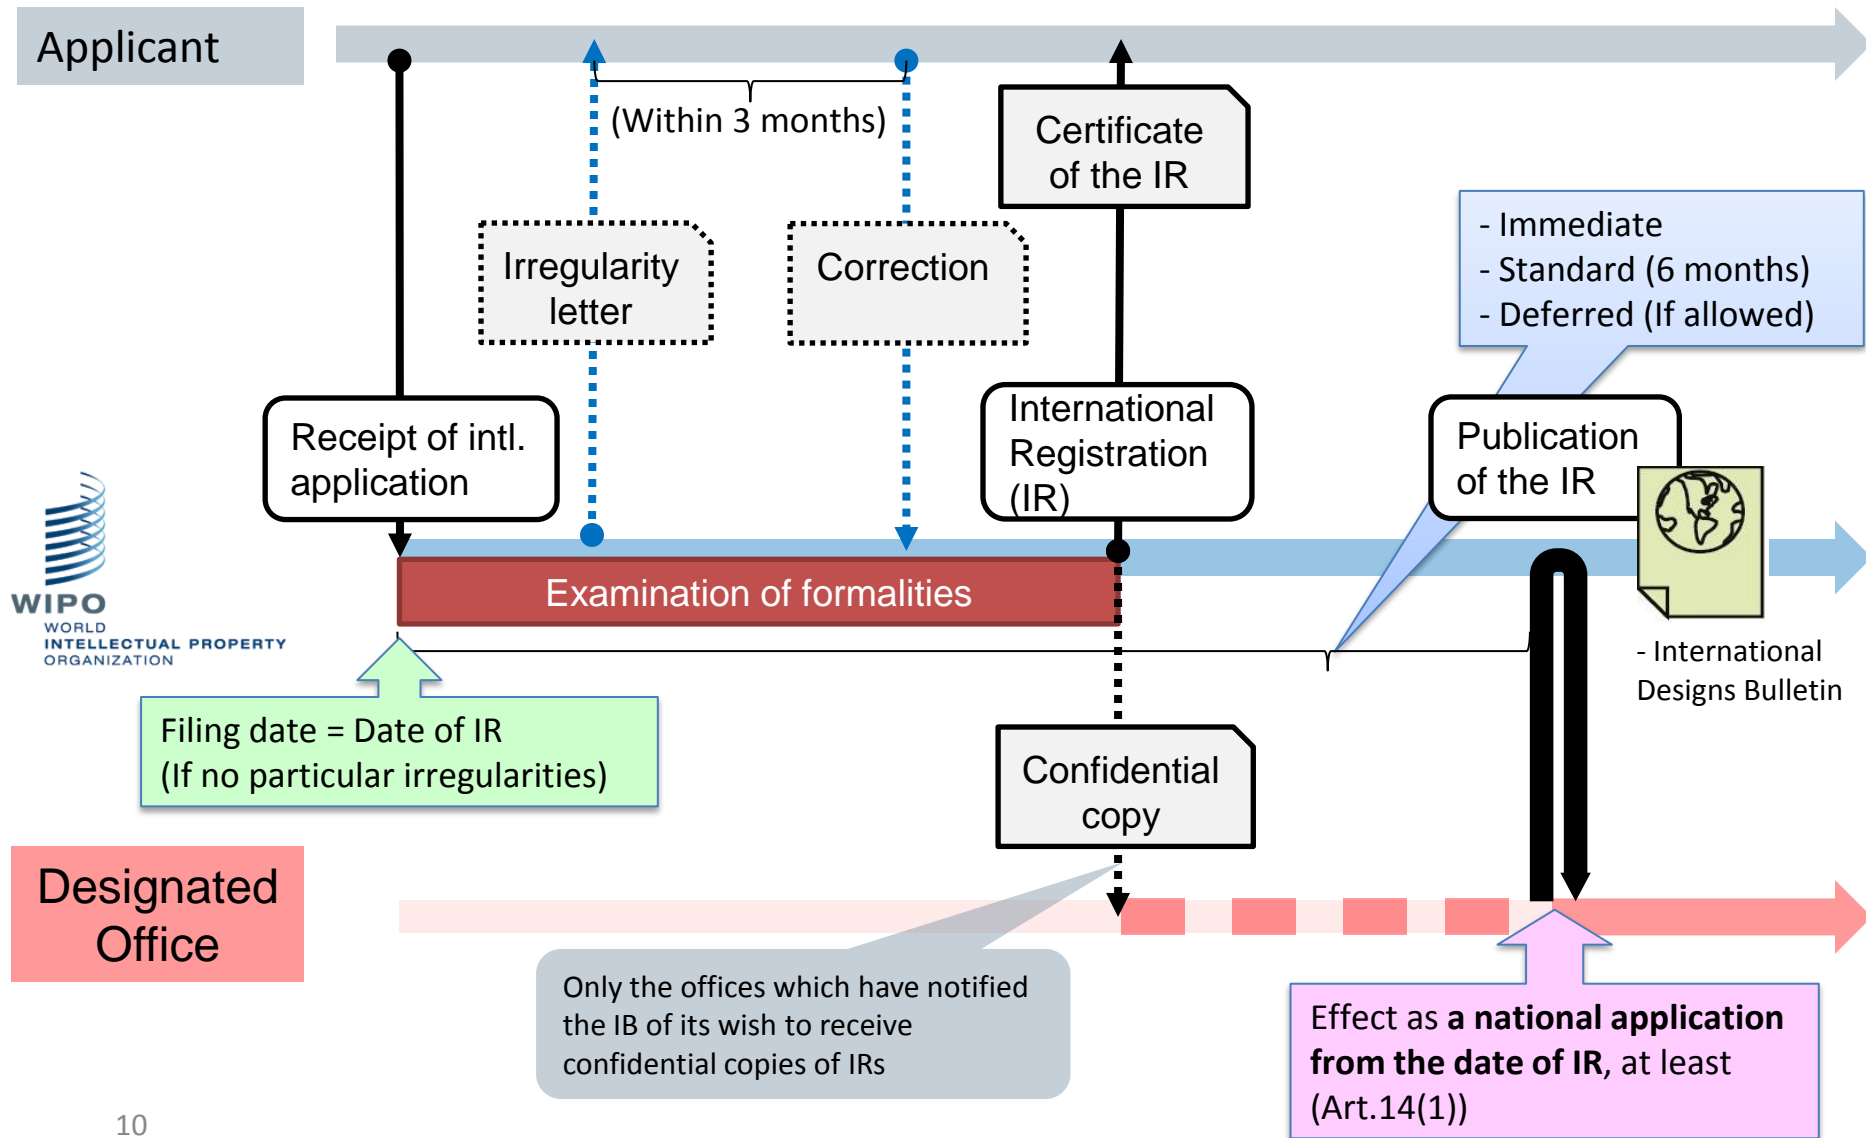 Applicant
(Within 3 months)
Certificate
of the IR
- Immediate
- Standard (6 months)
- Deferred (If allowed)
Irregularity
letter
Correction
Receipt of intl.
application
International
Registration
(IR)
Publication
of the IR
WIPO
WORLD
INTELLECTUAL PROPERTY
ORGANIZATION
Examination of formalities
- International
Designs Bulletin
Filing date = Date of IR
(If no particular irregularities)
Confidential
copy
Designated
Office
Only the offices which have notified
the IB of its wish to receive
confidential copies of IRs
Effect as a national application
from the date of IR, at least
(Art.14(1))
10